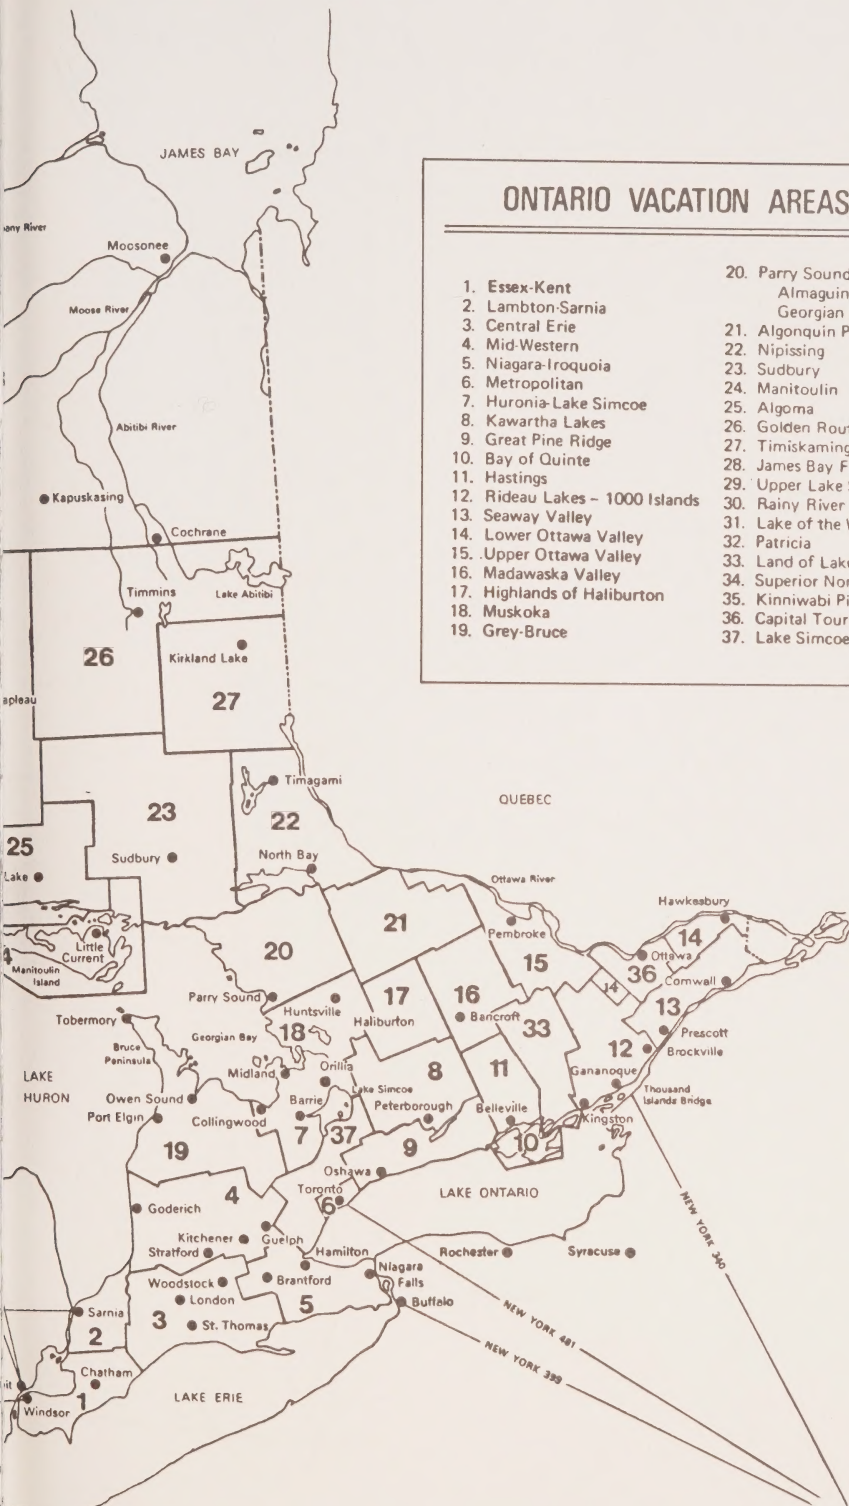 JAMES BAY
ONTARIO VACATION AREAS
any River
Moosonee
Moose River
Abitibi River
Kapuskasing
Cochrane
1. Essex-Kent
2. Lambton-Sarnia
3. Central Erie
4. Mid-Western
5. Niagara-Iroquoia
6. Metropolitan
7. Huronia-Lake Simcoe
8. Kawartha Lakes
9. Great Pine Ridge
10. Bay of Quinte
11. Hastings
12. Rideau Lakes – 1000 Islands
13. Seaway Valley
14. Lower Ottawa Valley
15. Upper Ottawa Valley
16. Madawaska Valley
17. Highlands of Haliburton
18. Muskoka
19. Grey-Bruce
20. Parry Sound
Almaguin
Georgian
21. Algonquin P
22. Nipissing
23. Sudbury
24. Manitoulin
25. Algoma
26. Golden Rou
27. Timiskaming
28. James Bay F
29. Upper Lake
30. Rainy River
31. Lake of the W
32. Patricia
33. Land of Lak
34. Superior Nor
35. Kinniwabi Pi
36. Capital Tour
37. Lake Simcoe
Timmins
Lake Abitibi
26
Kirkland Lake
27
apleau
Timagami
QUEBEC
23
22
25
Sudbury
North Bay
Lake
Ottawa River
Hawkesbury
21
Pembroke
14
Little
Current
4
Manitoulin
Island
20
15
Ottawa
36
14
Cornwall
Parry Sound
Huntsville
17
16
13
Tobermory
Georgian Bay
18
Haliburton
Bancroft
33
Prescott
Bruce
Peninsula
12
Brockville
LAKE
HURON
Midland
Orillia
8
11
Gananoque
Owen Sound
Lake Simcoe
Thousand
Islands Bridge
Port Elgin
Collingwood
Barrie
Peterborough
Belleville
Kingston
19
7
37
9
10
Oshawa
4
Toronto
6
LAKE ONTARIO
Goderich
Kitchener
Guelph
NEW YORK 340
Stratford
Hamilton
Rochester
Syracuse
Woodstock
Brantford
Niagara
Falls
London
5
Buffalo
Sarnia
3
St. Thomas
2
NEW YORK 481
NEW YORK 399
Chatham
it
1
Windsor
LAKE ERIE